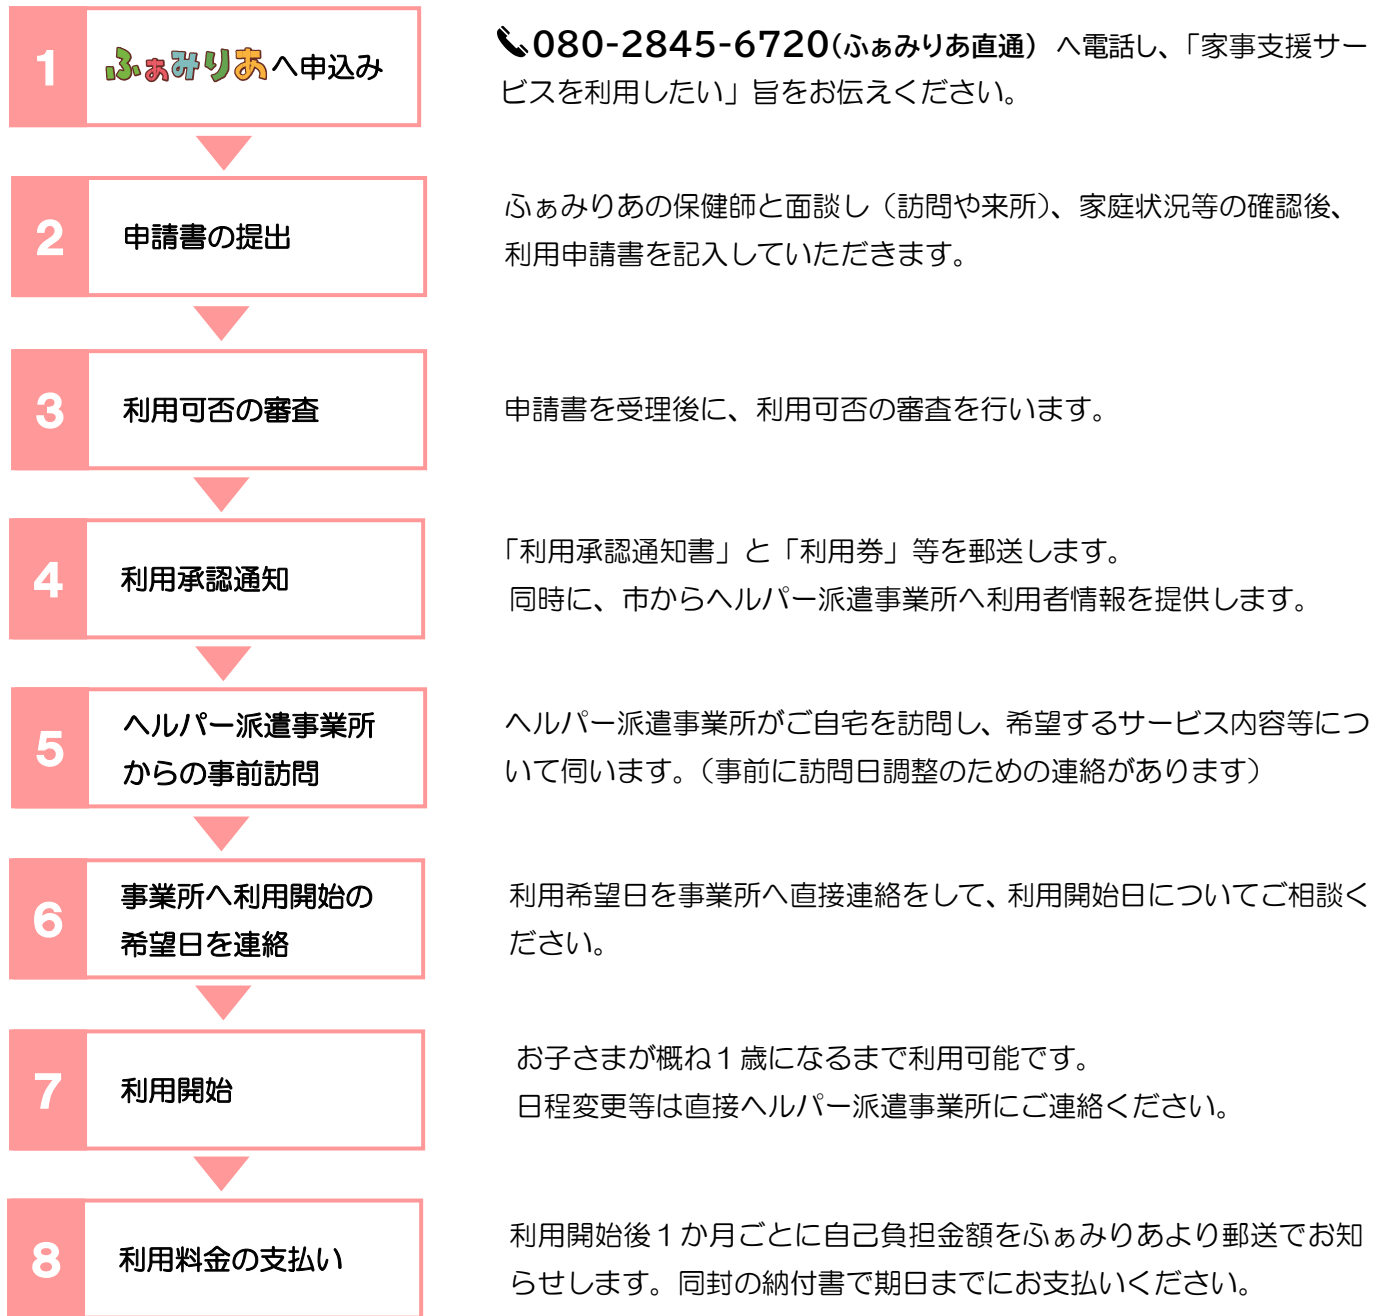 1
ふぁみりあへ申込み
080-2845-6720(ふぁみりあ直通) へ電話し、「家事支援サー
ビスを利用したい」旨をお伝えください。
2
申請書の提出
ふぁみりあの保健師と面談し（訪問や来所）、家庭状況等の確認後、
利用申請書を記入していただきます。
3
利用可否の審査
申請書を受理後に、利用可否の審査を行います。
4
利用承認通知
「利用承認通知書」と「利用券」等を郵送します。
同時に、市からヘルパー派遣事業所へ利用者情報を提供します。
5
ヘルパー派遣事業所
からの事前訪問
ヘルパー派遣事業所がご自宅を訪問し、希望するサービス内容等につ
いて伺います。（事前に訪問日調整のための連絡があります）
6
事業所へ利用開始の
希望日を連絡
利用希望日を事業所へ直接連絡をして、利用開始日についてご相談く
ださい。
7
利用開始
お子さまが概ね１歳になるまで利用可能です。
日程変更等は直接ヘルパー派遣事業所にご連絡ください。
8
利用料金の支払い
利用開始後１か月ごとに自己負担金額をふぁみりあより郵送でお知
らせします。同封の納付書で期日までにお支払いください。